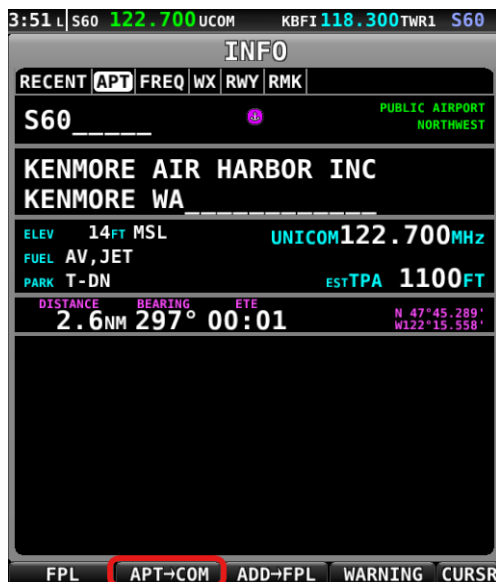 3:51 L S60 122.700 UCOM KBFI 118.300 TWR1 S60
INFO
RECENT APT FREQ WX RWY RMK
S60_____
PUBLIC AIRPORT
NORTHWEST
KENMORE AIR HARBOR INC
KENMORE WA____________
ELEV 14FT MSL
FUEL AV,JET
PARK T-DN
UNICOM 122.700MHz
ESTTPA 1100FT
DISTANCE BEARING ETE
2.6NM 297° 00:01
N 47°45.289'
W122°15.558'
FPL APT→COM ADD→FPL WARNING CURSR